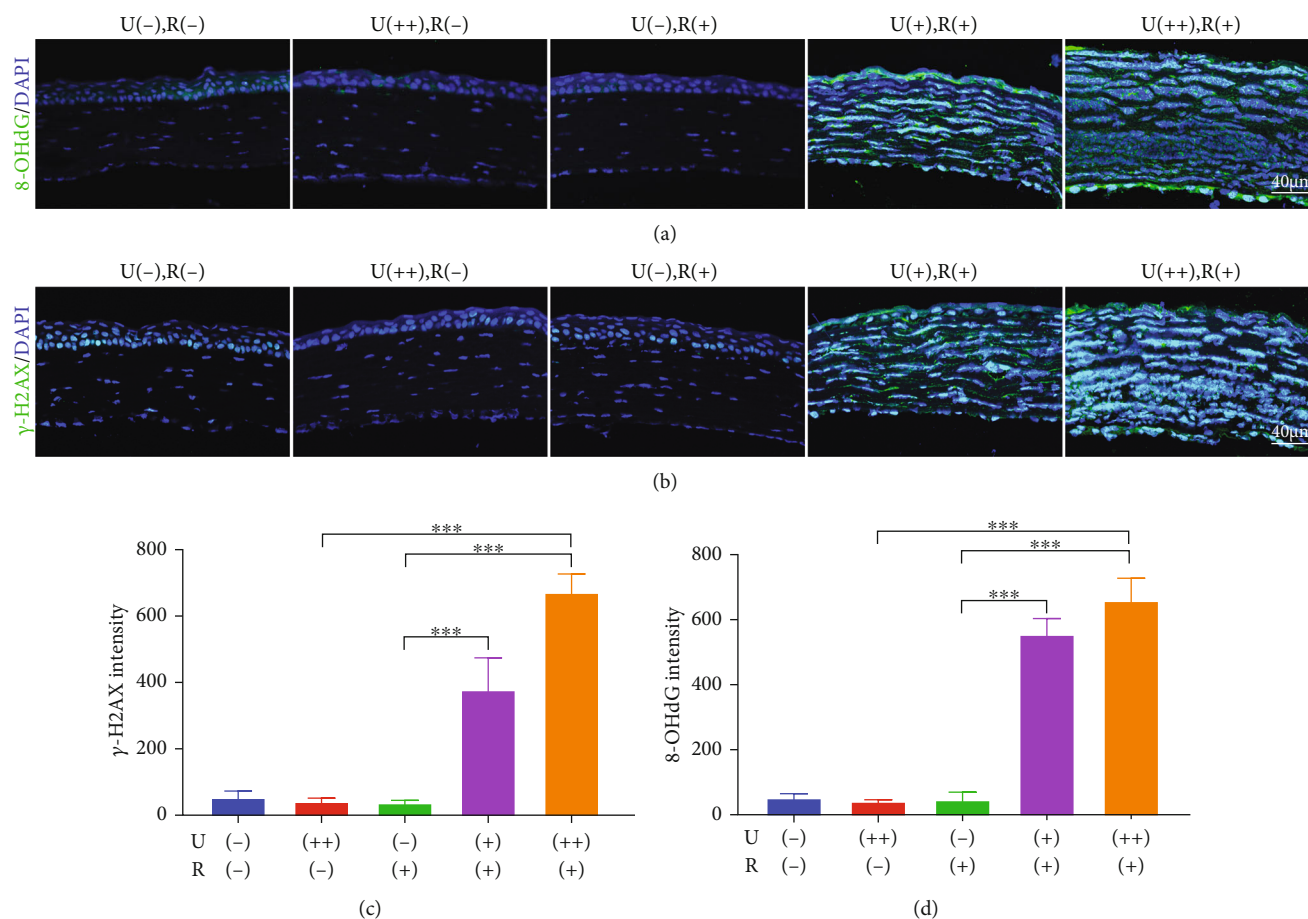 U(–),R(–) U(++),R(–) U(–),R(+) U(+),R(+) U(++),R(+)
8-OHdG/DAPI
40μm
(a)
U(–),R(–) U(++),R(–) U(–),R(+) U(+),R(+) U(++),R(+)
γ-H2AX/DAPI
40μm
(b)
***
***
***
γ-H2AX intensity
800
600
400
200
0
U (–) (++) (–) (+) (++)
R (–) (–) (+) (+) (+)
(c)
***
***
***
8-OHdG intensity
800
600
400
200
0
U (–) (++) (–) (+) (++)
R (–) (–) (+) (+) (+)
(d)